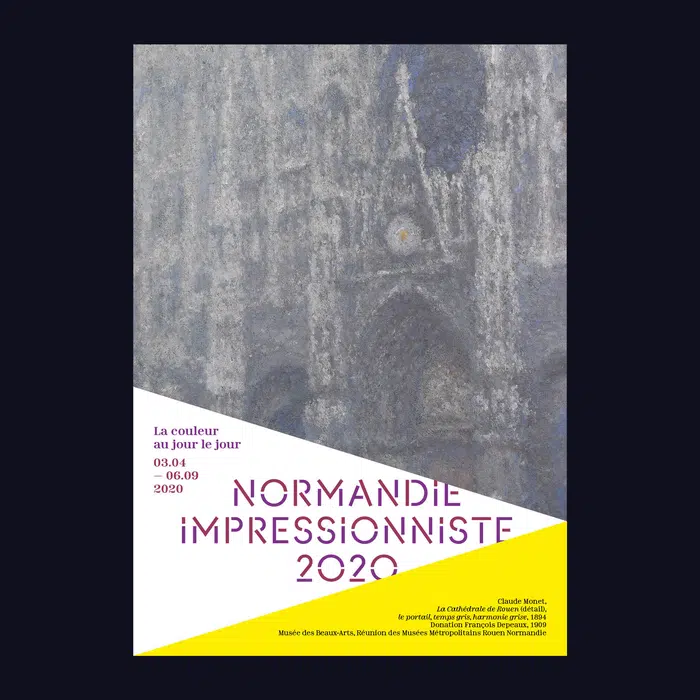 La couleur
au jour le jour
03.04
– 06.09
2020
NORMANDiE
iMPRESSiONNiSTE
2020
Claude Monet,
La Cathédrale de Rouen (détail),
le portail, temps gris, harmonie grise, 1894
Donation François Depeaux, 1909
Musée des Beaux-Arts, Réunion des Musées Métropolitains Rouen Normandie